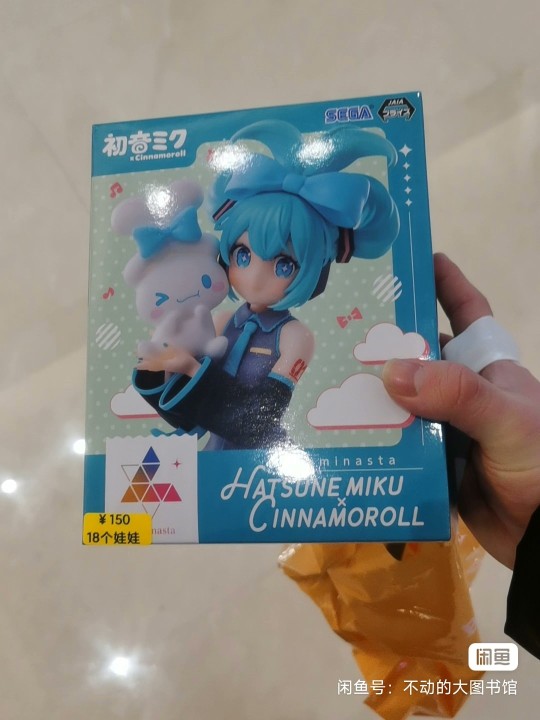 SEGA
JAIA
プライズ
初音ミク
×Cinnamoroll
01
minasta
HATSUNE MIKU
×
CINNAMOROLL
minasta
¥150
18个娃娃
闲鱼
闲鱼号：不动的大图书馆